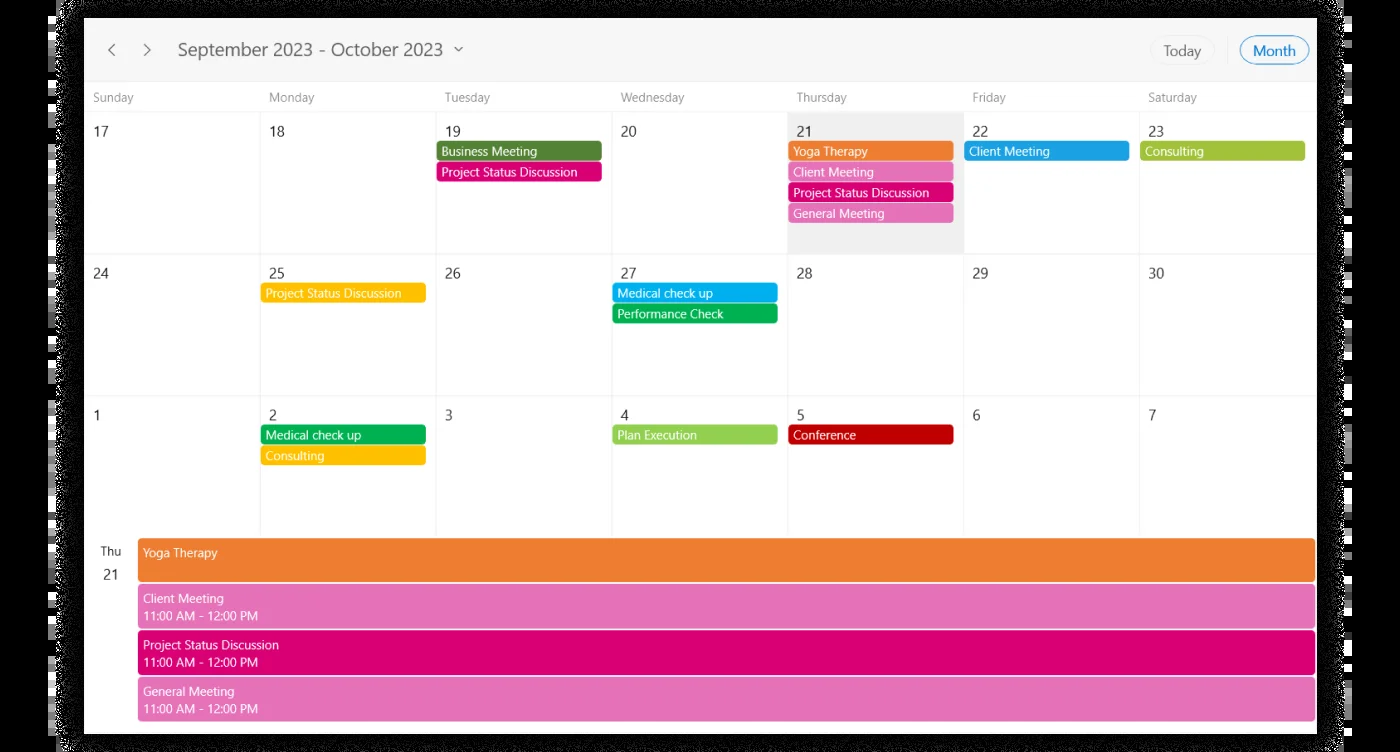 September 2023 - October 2023
Today
Month
Sunday
Monday
Tuesday
Wednesday
Thursday
Friday
Saturday
17
18
19
Business Meeting
Project Status Discussion
20
21
Yoga Therapy
Client Meeting
Project Status Discussion
General Meeting
22
Client Meeting
23
Consulting
24
25
Project Status Discussion
26
27
Medical check up
Performance Check
28
29
30
1
2
Medical check up
Consulting
3
4
Plan Execution
5
Conference
6
7
Thu
21
Yoga Therapy
Client Meeting
11:00 AM - 12:00 PM
Project Status Discussion
11:00 AM - 12:00 PM
General Meeting
11:00 AM - 12:00 PM